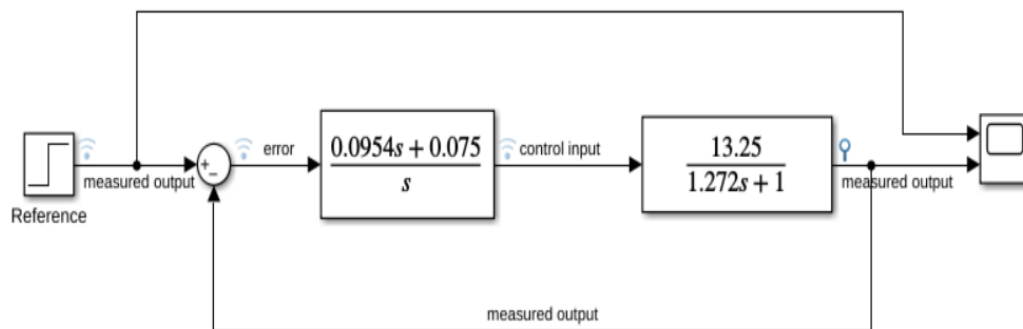 error
0.0954s + 0.075
s
control input
13.25
1.272s + 1
measured output
measured output
Reference
measured output